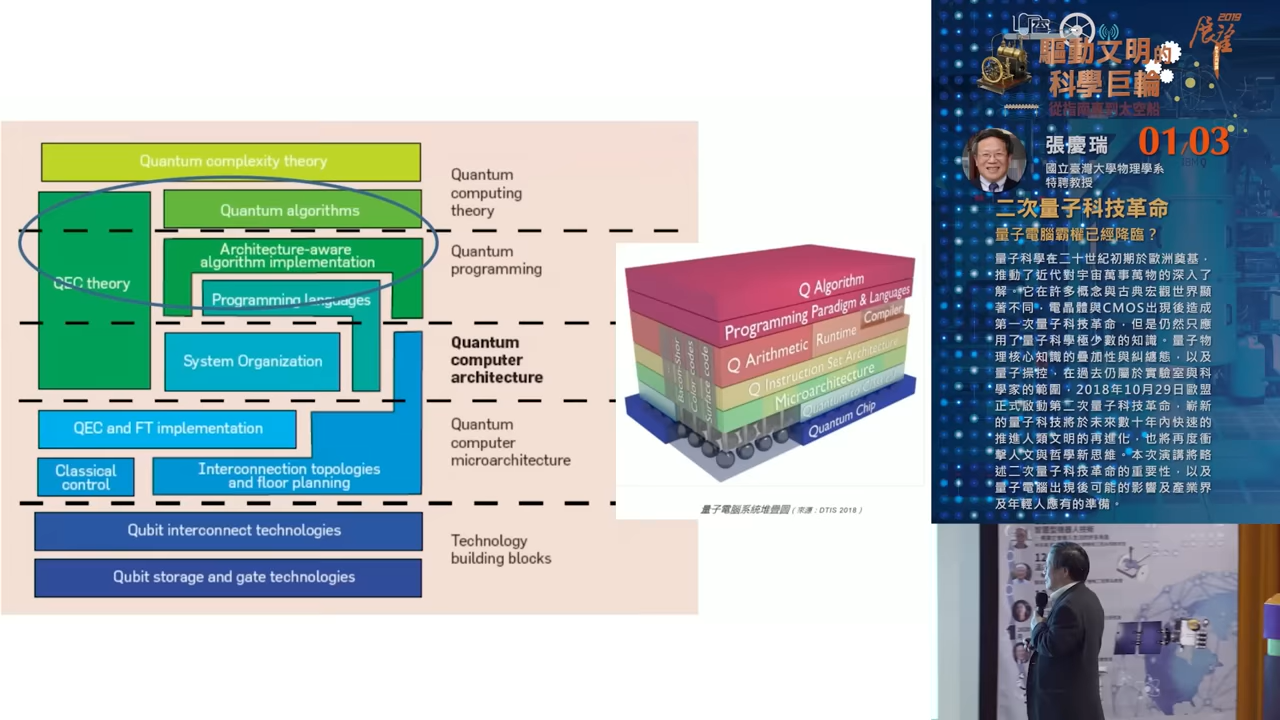 Quantum complexity theory
QEC theory
Quantum algorithms
Architecture-aware
algorithm implementation
Programming languages
System Organization
QEC and FT implementation
Classical
control
Interconnection topologies
and floor planning
Qubit interconnect technologies
Qubit storage and gate technologies
Quantum
computing
theory
Quantum
programming
Quantum
computer
architecture
Quantum
computer
microarchitecture
Technology
building blocks
Q Algorithm
Programming Paradigm & Languages
Q Arithmetic
Runtime
Compiler
Q Instruction Set Architecture
Microarchitecture
Quantum Chip
Bacon-Shor
Color codes
Surface code
量子電腦系統堆疊圖 ( 來源 : DTIS 2018 )
2019
展望
驅動文明的
科學巨輪
從指南車到太空船
張慶瑞
01/03
IBM Q
國立臺灣大學物理學系
特聘教授
二次量子科技革命
量子電腦霸權已經降臨？
量子科學在二十世紀初期於歐洲奠基，
推動了近代對宇宙萬事萬物的深入了
解。它在許多概念與古典宏觀世界顯
著不同，電晶體與CMOS出現後造成
第一次量子科技革命，但是仍然只應
用了量子科學極少數的知識。量子物
理核心知識的疊加性與糾纏態，以及
量子操控，在過去仍屬於實驗室與科
學家的範圍，2018年10月29日歐盟
正式啟動第二次量子科技革命，嶄新
的量子科技將於未來數十年內快速的
推進人類文明的再進化，也將再度衝
擊人文與哲學新思維。本次演講將略
述二次量子科技革命的重要性，以及
量子電腦出現後可能的影響及產業界
及年輕人應有的準備。